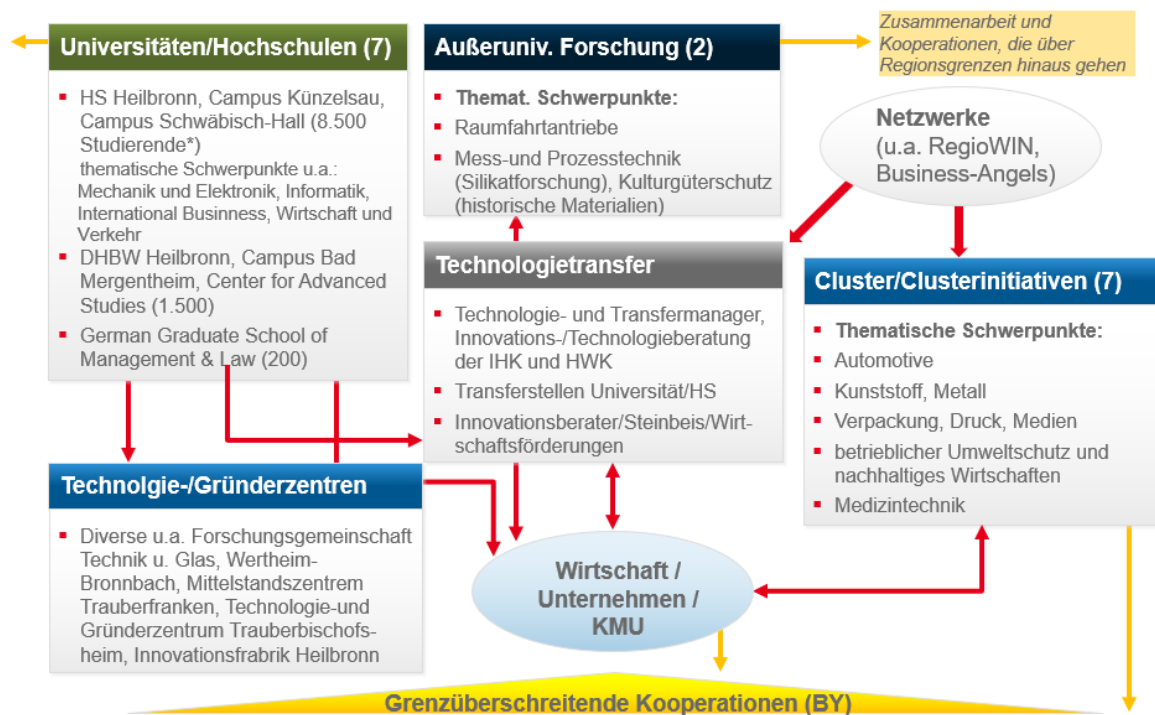 Universitäten/Hochschulen (7)
HS Heilbronn, Campus Künzelsau,
Campus Schwäbisch-Hall (8.500
Studierende*)
thematische Schwerpunkte u.a.:
Mechanik und Elektronik, Informatik,
International Businness, Wirtschaft und
Verkehr
DHBW Heilbronn, Campus Bad
Mergentheim, Center for Advanced
Studies (1.500)
German Graduate School of
Management & Law (200)
Außeruniv. Forschung (2)
Themat. Schwerpunkte:
Raumfahrtantriebe
Mess-und Prozesstechnik
(Silikatforschung), Kulturgüterschutz
(historische Materialien)
Zusammenarbeit und
Kooperationen, die über
Regionsgrenzen hinaus gehen
Netzwerke
(u.a. RegioWIN,
Business-Angels)
Technologietransfer
Technologie- und Transfermanager,
Innovations-/Technologieberatung
der IHK und HWK
Transferstellen Universität/HS
Innovationsberater/Steinbeis/Wirt-
schaftsförderungen
Cluster/Clusterinitiativen (7)
Thematische Schwerpunkte:
Automotive
Kunststoff, Metall
Verpackung, Druck, Medien
betrieblicher Umweltschutz und
nachhaltiges Wirtschaften
Medizintechnik
Technolgie-/Gründerzentren
Diverse u.a. Forschungsgemeinschaft
Technik u. Glas, Wertheim-
Bronnbach, Mittelstandszentrem
Trauberfranken, Technologie-und
Gründerzentrum Trauberbischofs-
heim, Innovationsfrabrik Heilbronn
Wirtschaft /
Unternehmen /
KMU
Grenzüberschreitende Kooperationen (BY)